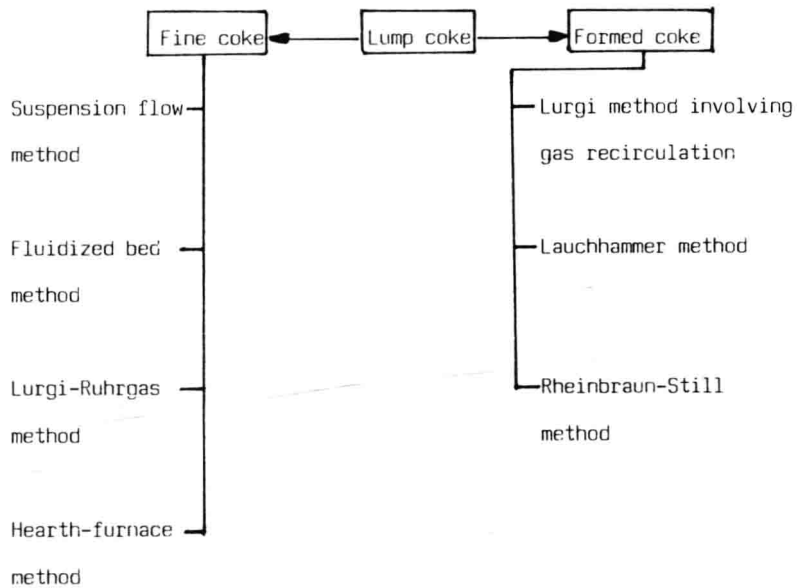 Fine coke
Lump coke
Formed coke
Suspension flow
method
Fluidized bed
method
Lurgi-Ruhrgas
method
Hearth-furnace
method
Lurgi method involving
gas recirculation
Lauchhammer method
Rheinbraun-Still
method